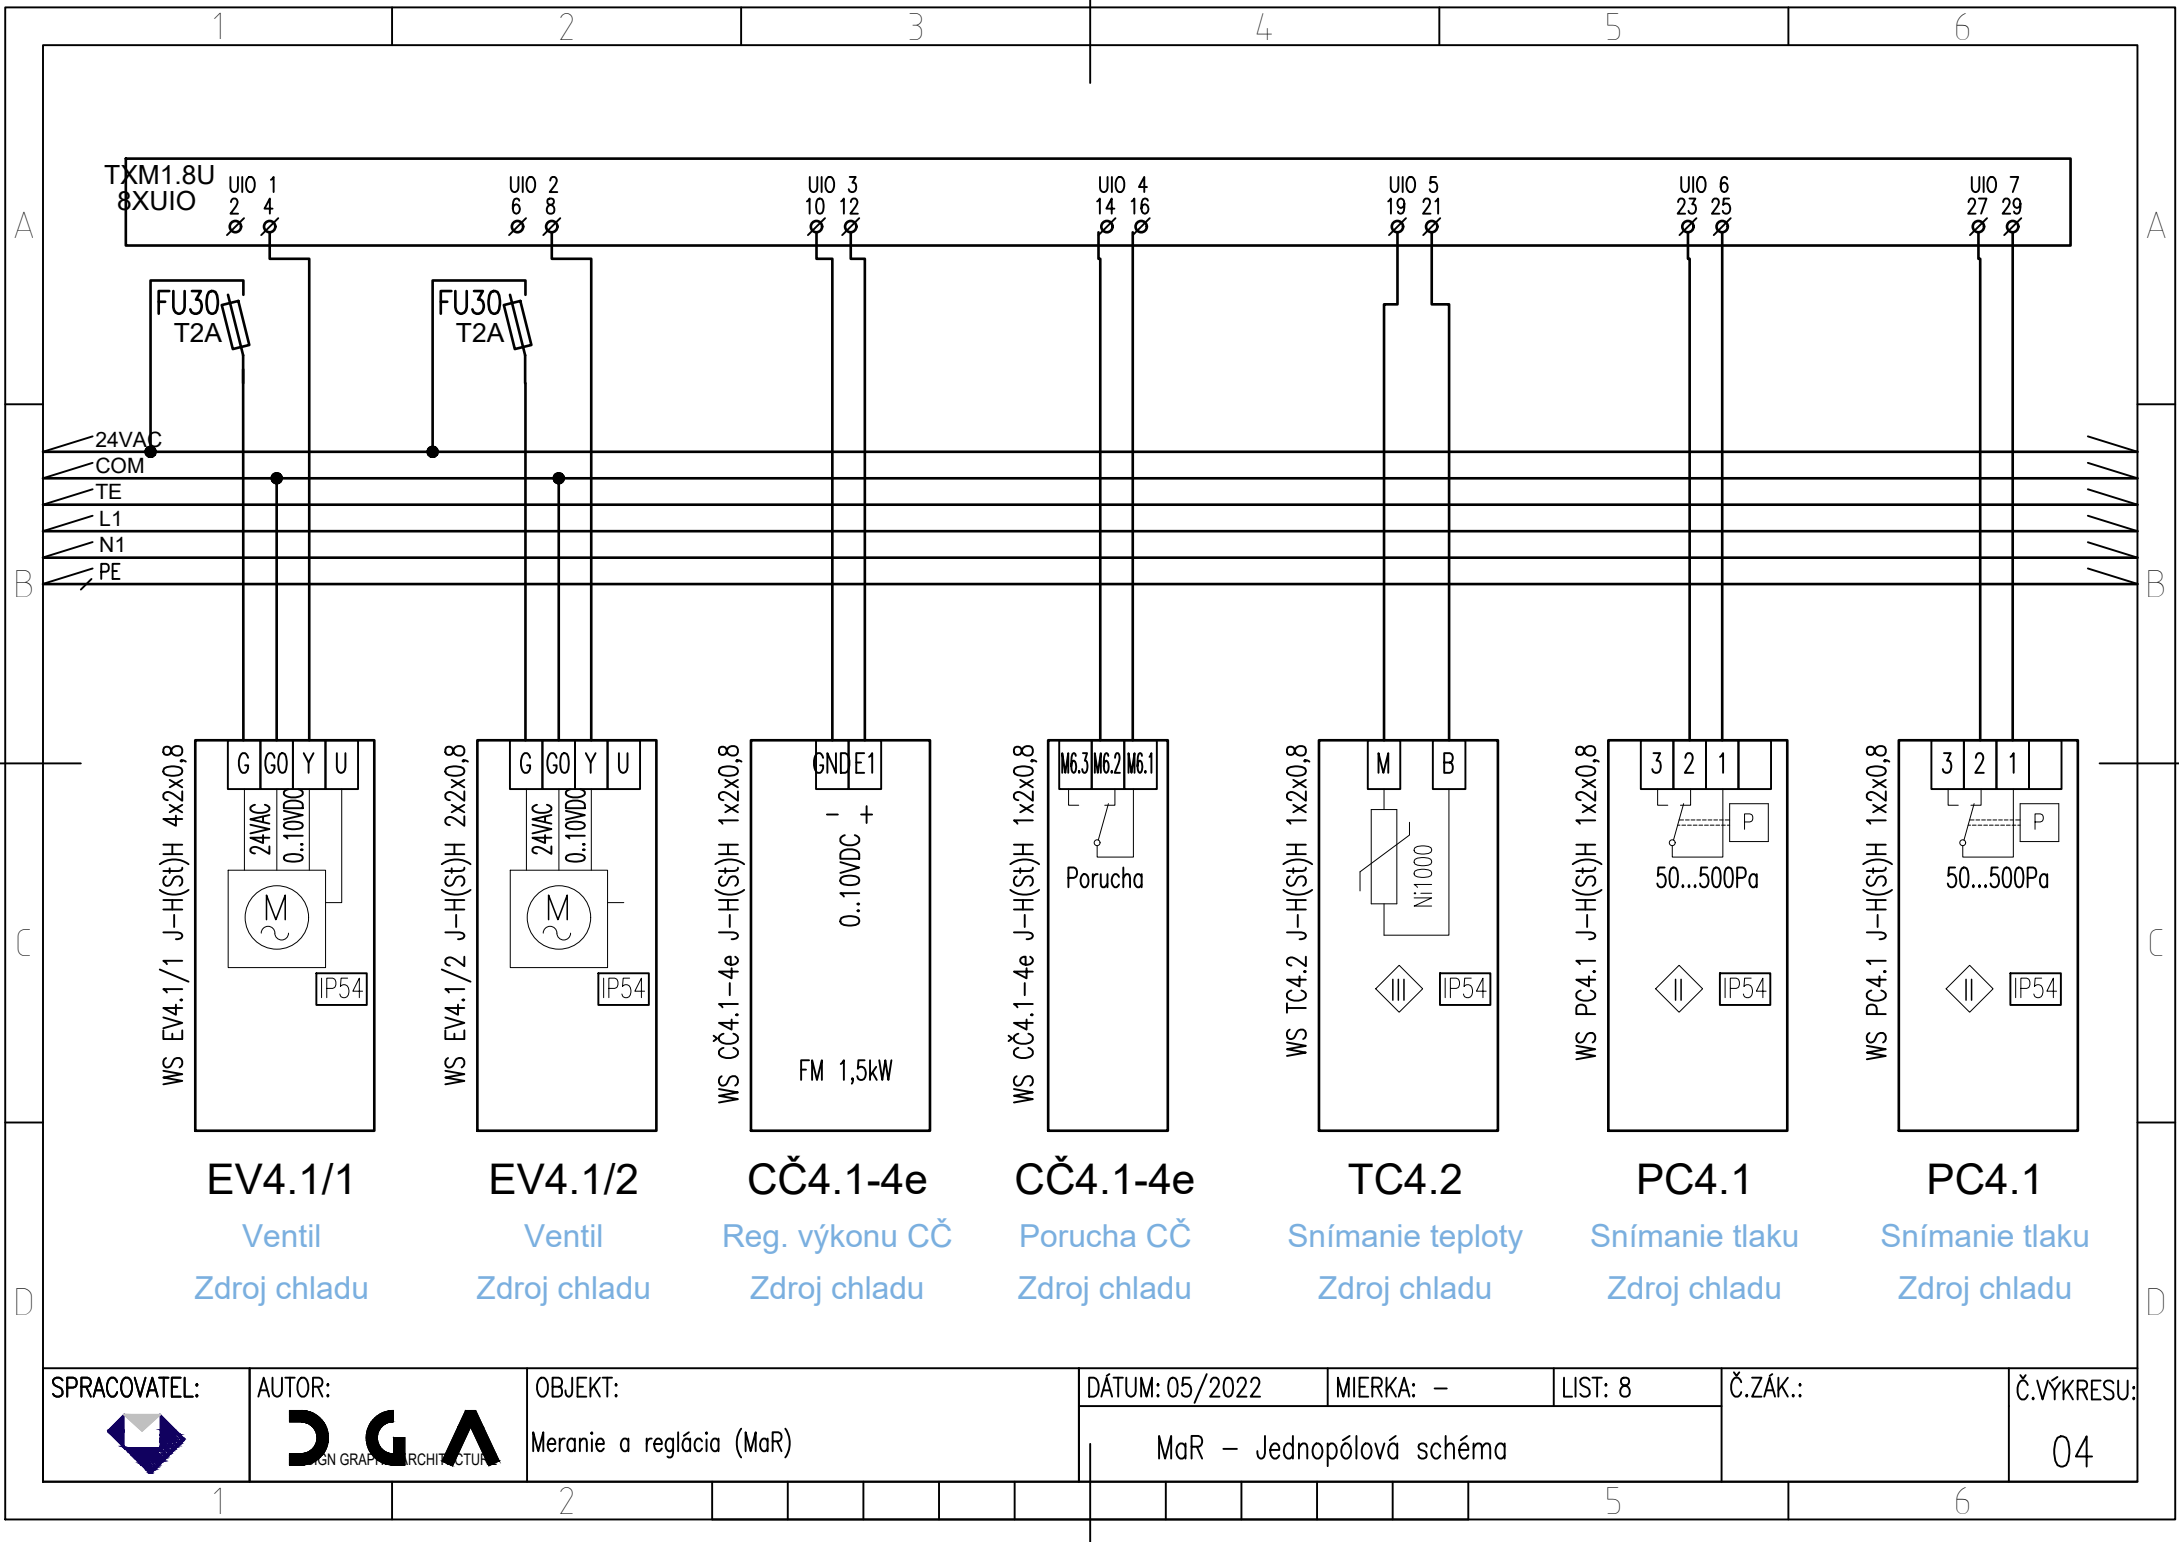 1 2 3 4 5 6
A A
B B
C C
D D
TXM1.8U
8XUIO
UIO 1
2 4
UIO 2
6 8
UIO 3
10 12
UIO 4
14 16
UIO 5
19 21
UIO 6
23 25
UIO 7
27 29
FU30
T2A
FU30
T2A
24VAC
COM
TE
L1
N1
PE
WS EV4.1/1 J-H(St)H 4x2x0,8
G G0 Y U
24VAC
0..10VDC
M
IP54
WS EV4.1/2 J-H(St)H 2x2x0,8
G G0 Y U
24VAC
0..10VDC
M
IP54
WS CČ4.1-4e J-H(St)H 1x2x0,8
GND E1
- +
0..10VDC
FM 1,5kW
WS CČ4.1-4e J-H(St)H 1x2x0,8
M6.3 M6.2 M6.1
Porucha
WS TC4.2 J-H(St)H 1x2x0,8
M B
Ni1000
III
IP54
WS PC4.1 J-H(St)H 1x2x0,8
3 2 1
P
50...500Pa
II
IP54
WS PC4.1 J-H(St)H 1x2x0,8
3 2 1
P
50...500Pa
II
IP54
EV4.1/1
Ventil
Zdroj chladu
EV4.1/2
Ventil
Zdroj chladu
CČ4.1-4e
Reg. výkonu CČ
Zdroj chladu
CČ4.1-4e
Porucha CČ
Zdroj chladu
TC4.2
Snímanie teploty
Zdroj chladu
PC4.1
Snímanie tlaku
Zdroj chladu
PC4.1
Snímanie tlaku
Zdroj chladu
SPRACOVATEL:
AUTOR:
DGA
OBJEKT:
Meranie a reglácia (MaR)
DÁTUM: 05/2022
MIERKA: -
LIST: 8
MaR - Jednopólová schéma
Č.ZÁK.:
Č.VÝKRESU:
04
1 2 5 6